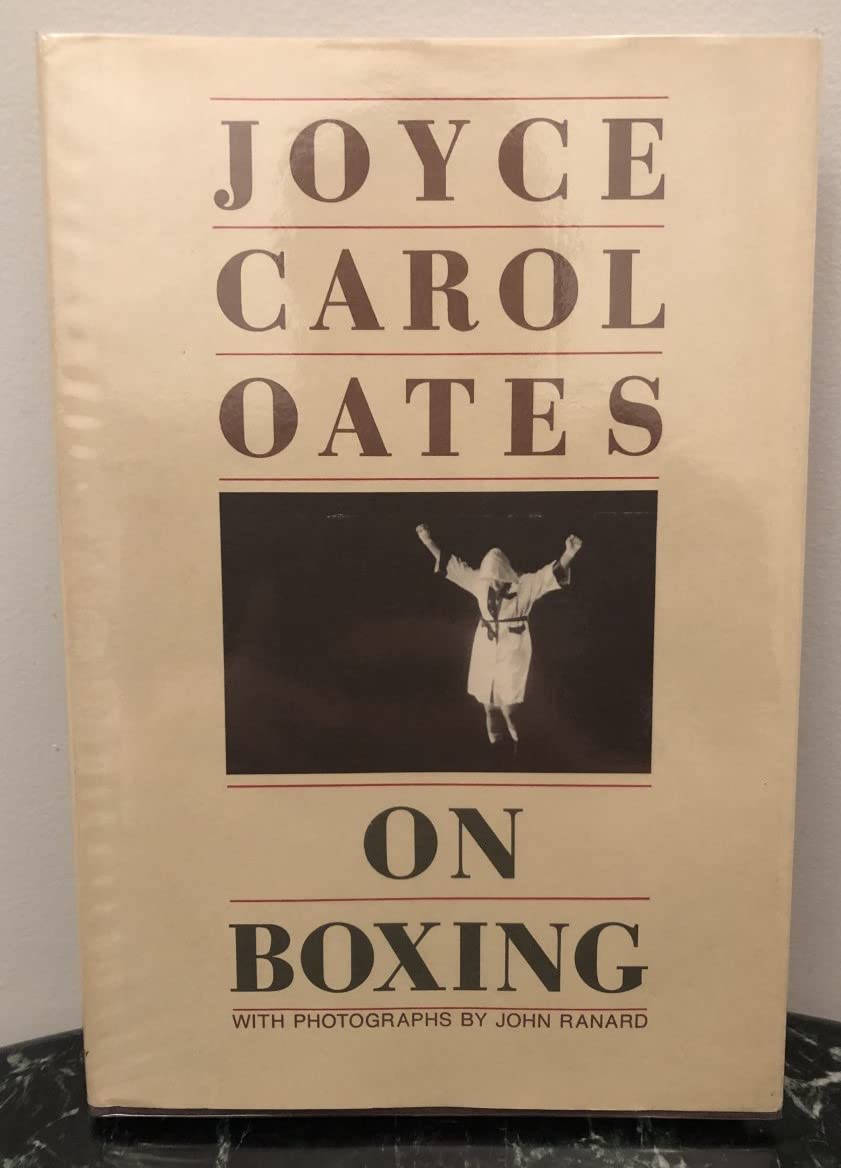 JOYCE
CAROL
OATES
ON
BOXING
WITH PHOTOGRAPHS BY JOHN RANARD